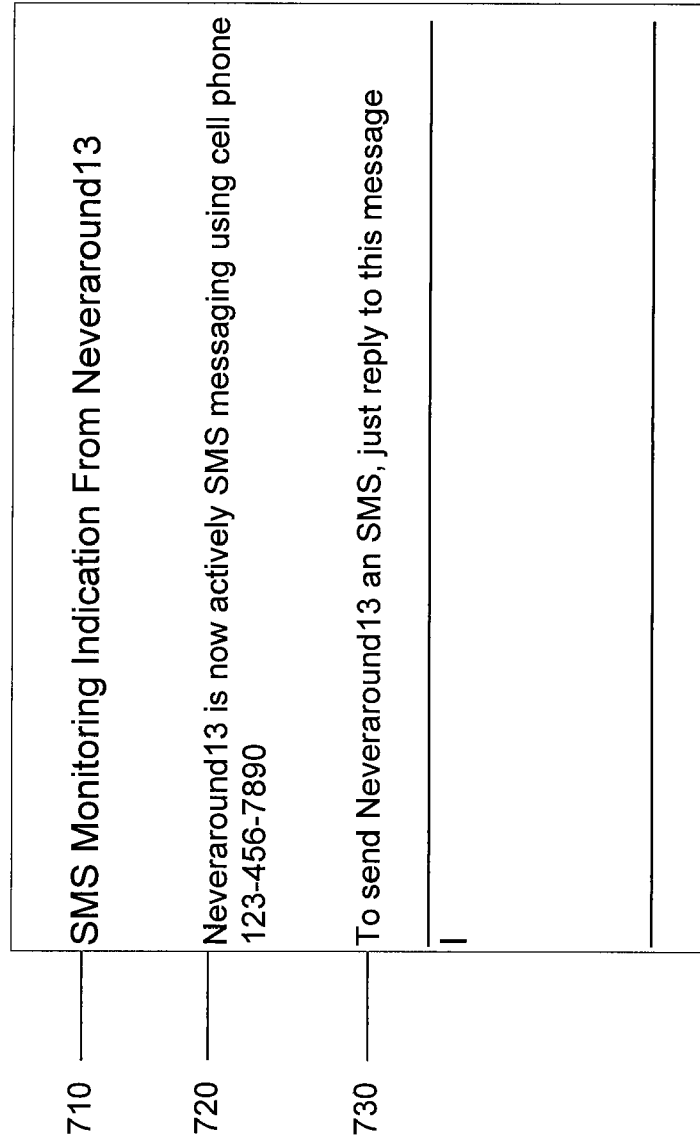 710
SMS Monitoring Indication From Neveraround13
720
Neveraround13 is now actively SMS messaging using cell phone
123-456-7890
730
To send Neveraround13 an SMS, just reply to this message